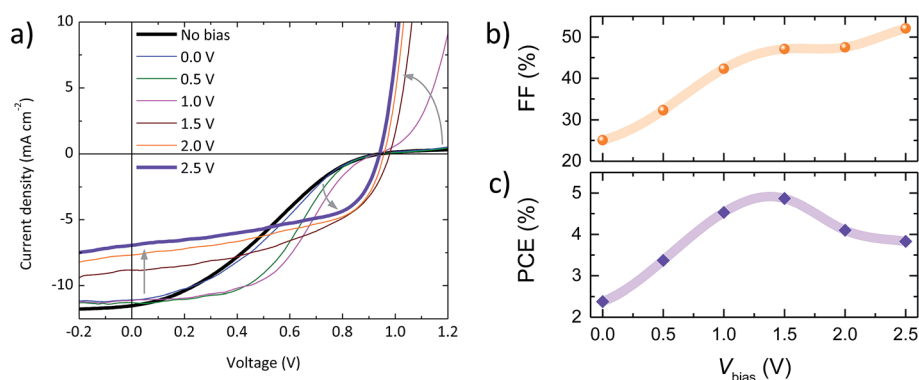 a)
Current density (mA cm⁻²)
10
5
0
-5
-10
-0.2 0.0 0.2 0.4 0.6 0.8 1.0 1.2
Voltage (V)
No bias
0.0 V
0.5 V
1.0 V
1.5 V
2.0 V
2.5 V
b)
FF (%)
50
40
30
20
c)
PCE (%)
5
4
3
2
0.0 0.5 1.0 1.5 2.0 2.5
V_bias (V)